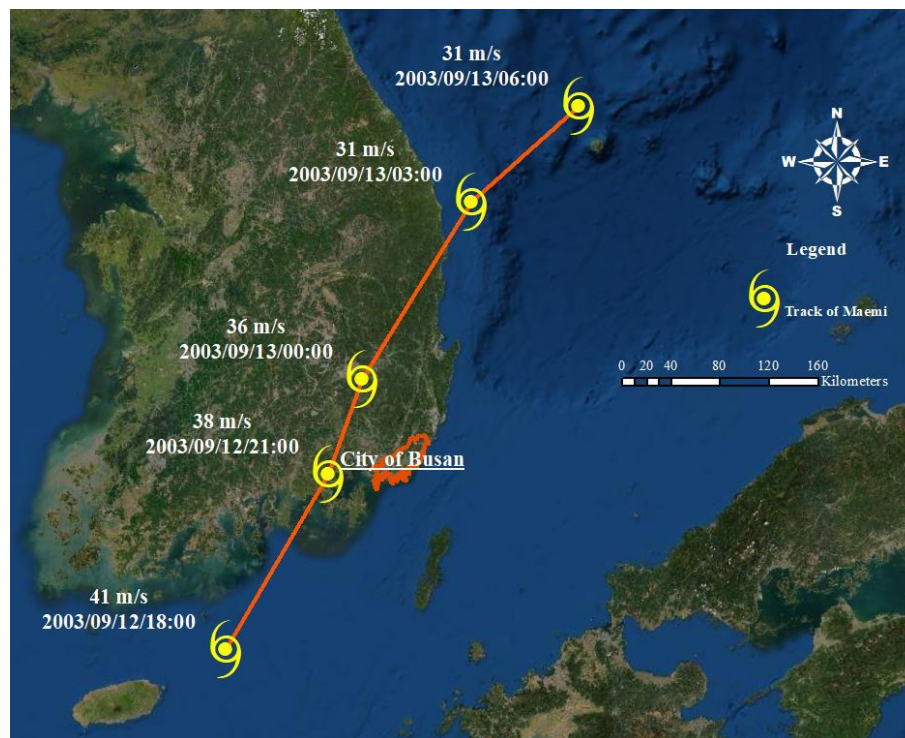 31 m/s
2003/09/13/06:00
N
W
E
S
31 m/s
2003/09/13/03:00
Legend
Track of Maemi
36 m/s
2003/09/13/00:00
0 20 40 80 120 160
Kilometers
38 m/s
2003/09/12/21:00
City of Busan
41 m/s
2003/09/12/18:00